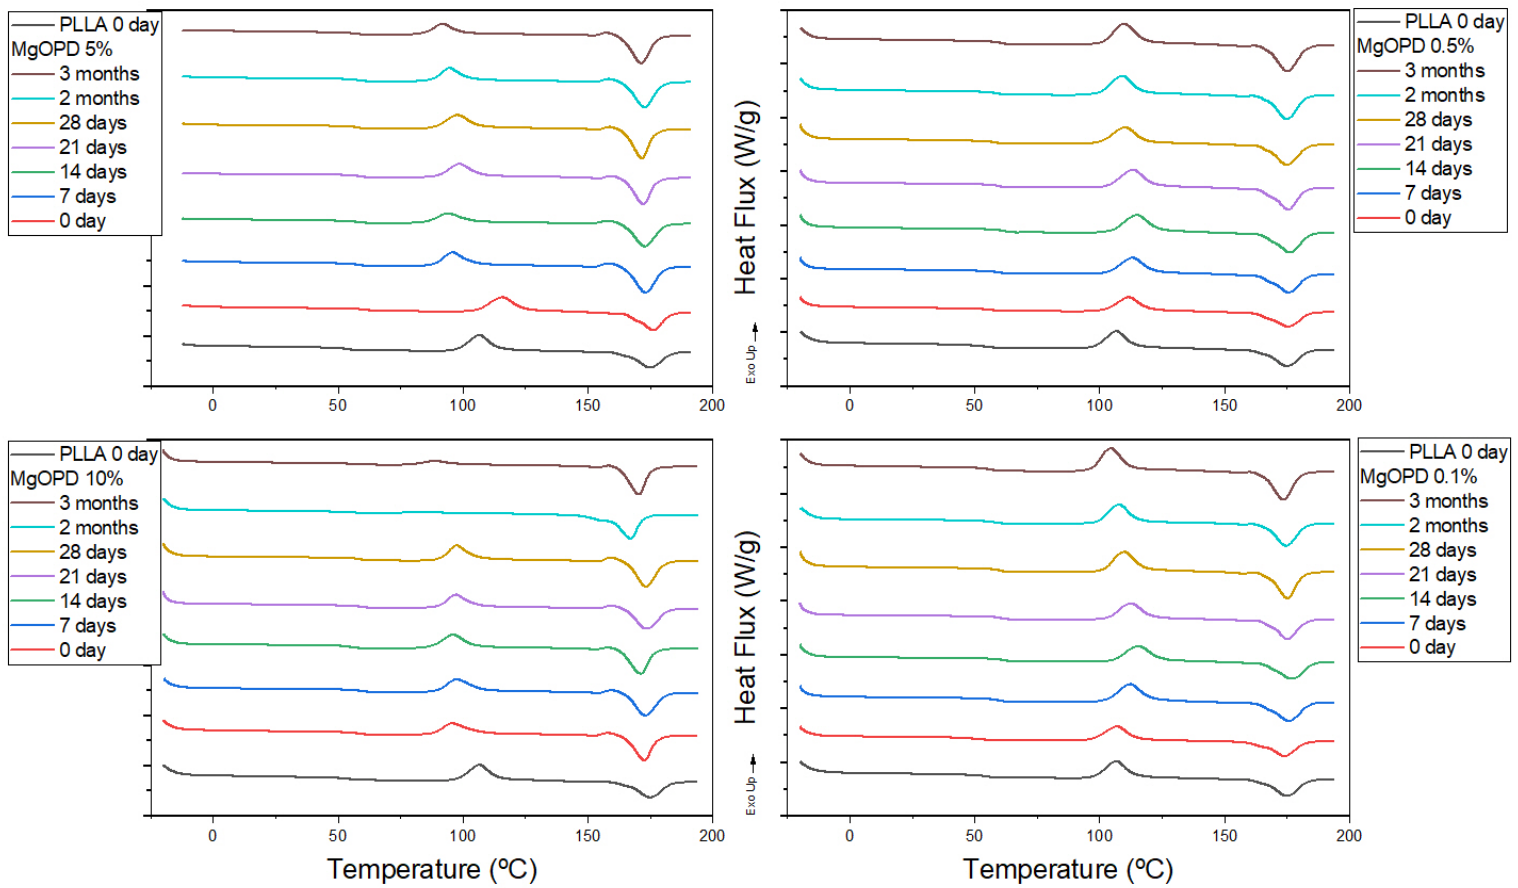 PLLA 0 day
MgOPD 5%
3 months
2 months
28 days
21 days
14 days
7 days
0 day
0
50
100
150
200
Heat Flux (W/g)
Exo Up
PLLA 0 day
MgOPD 0.5%
3 months
2 months
28 days
21 days
14 days
7 days
0 day
0
50
100
150
200
PLLA 0 day
MgOPD 10%
3 months
2 months
28 days
21 days
14 days
7 days
0 day
0
50
100
150
200
Temperature (ºC)
Heat Flux (W/g)
Exo Up
PLLA 0 day
MgOPD 0.1%
3 months
2 months
28 days
21 days
14 days
7 days
0 day
0
50
100
150
200
Temperature (ºC)